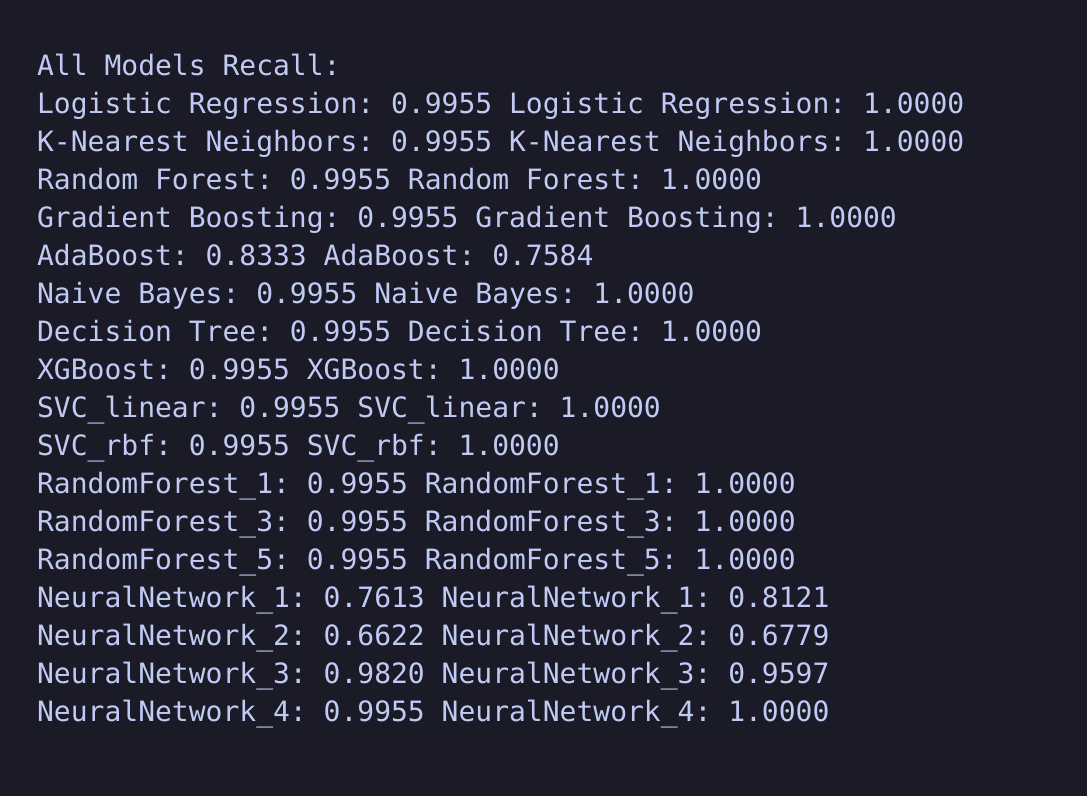 All Models Recall:
Logistic Regression: 0.9955 Logistic Regression: 1.0000
K-Nearest Neighbors: 0.9955 K-Nearest Neighbors: 1.0000
Random Forest: 0.9955 Random Forest: 1.0000
Gradient Boosting: 0.9955 Gradient Boosting: 1.0000
AdaBoost: 0.8333 AdaBoost: 0.7584
Naive Bayes: 0.9955 Naive Bayes: 1.0000
Decision Tree: 0.9955 Decision Tree: 1.0000
XGBoost: 0.9955 XGBoost: 1.0000
SVC_linear: 0.9955 SVC_linear: 1.0000
SVC_rbf: 0.9955 SVC_rbf: 1.0000
RandomForest_1: 0.9955 RandomForest_1: 1.0000
RandomForest_3: 0.9955 RandomForest_3: 1.0000
RandomForest_5: 0.9955 RandomForest_5: 1.0000
NeuralNetwork_1: 0.7613 NeuralNetwork_1: 0.8121
NeuralNetwork_2: 0.6622 NeuralNetwork_2: 0.6779
NeuralNetwork_3: 0.9820 NeuralNetwork_3: 0.9597
NeuralNetwork_4: 0.9955 NeuralNetwork_4: 1.0000